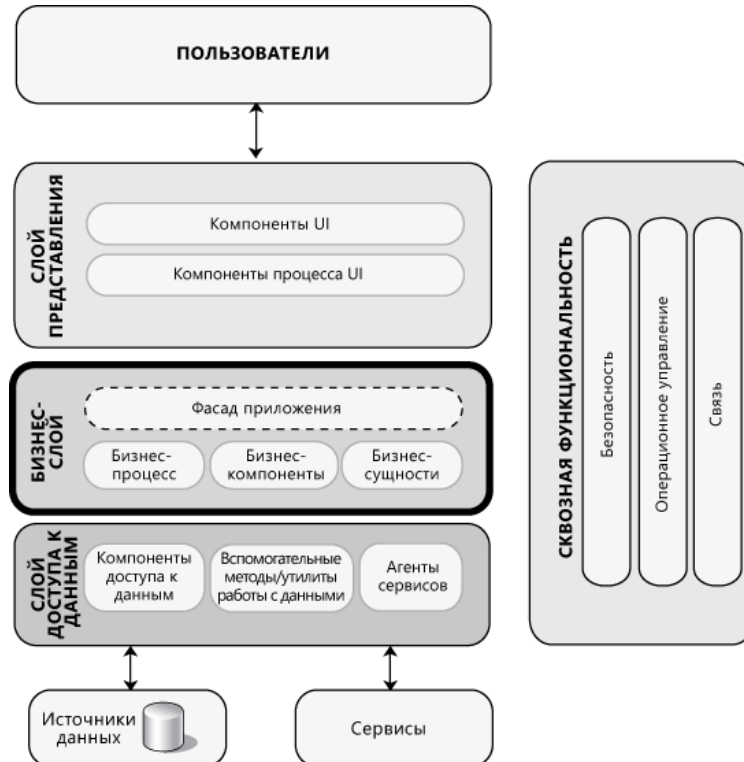 ПОЛЬЗОВАТЕЛИ
СЛОЙ
ПРЕДСТАВЛЕНИЯ
Компоненты UI
Компоненты процесса UI
БИЗНЕС-
СЛОЙ
Фасад приложения
Бизнес-
процесс
Бизнес-
компоненты
Бизнес-
сущности
СЛОЙ
ДОСТУПА К
ДАННЫМ
Компоненты
доступа к
данным
Вспомогательные
методы/утилиты
работы с данными
Агенты
сервисов
Источники
данных
Сервисы
СКВОЗНАЯ ФУНКЦИОНАЛЬНОСТЬ
Безопасность
Операционное управление
Связь